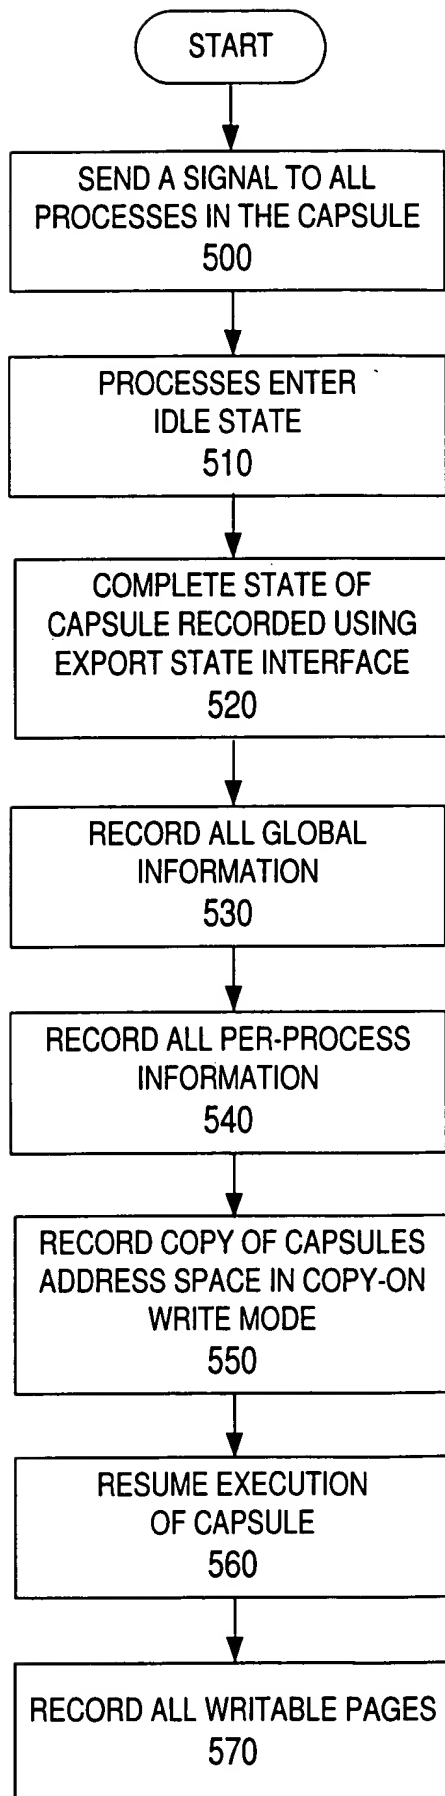 START
SEND A SIGNAL TO ALL
PROCESSES IN THE CAPSULE
500
PROCESSES ENTER
IDLE STATE
510
COMPLETE STATE OF
CAPSULE RECORDED USING
EXPORT STATE INTERFACE
520
RECORD ALL GLOBAL
INFORMATION
530
RECORD ALL PER-PROCESS
INFORMATION
540
RECORD COPY OF CAPSULES
ADDRESS SPACE IN COPY-ON
WRITE MODE
550
RESUME EXECUTION
OF CAPSULE
560
RECORD ALL WRITABLE PAGES
570